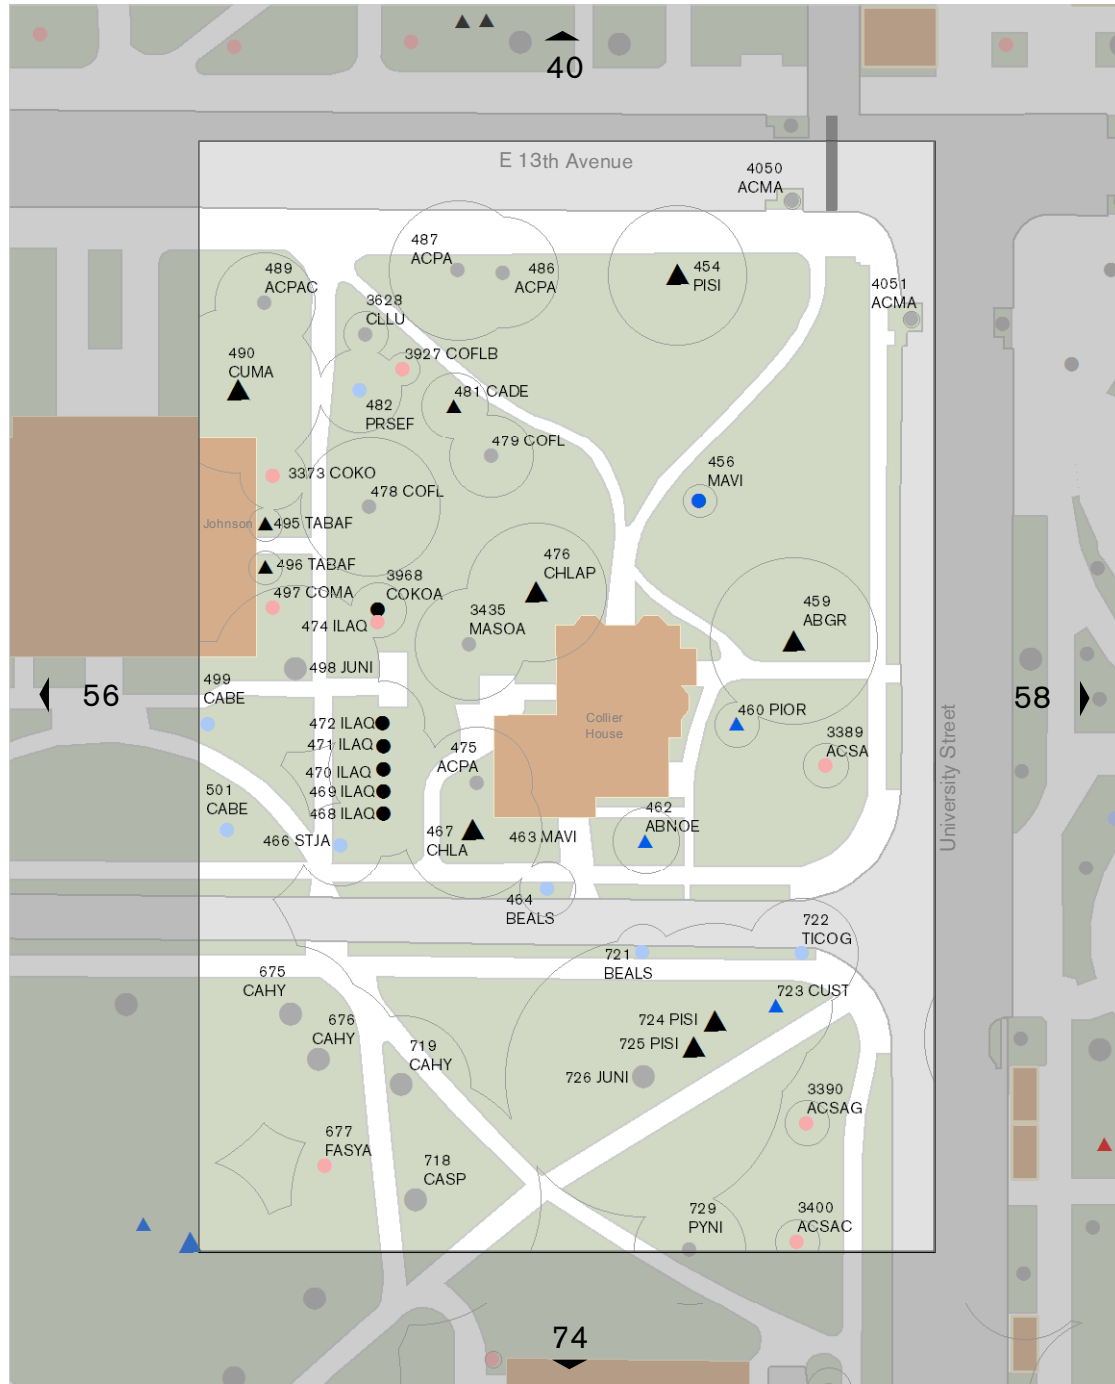 40
E 13th Avenue
4050
ACMA
487
ACPA
486
ACPA
454
PISI
489
ACPAC
4051
ACMA
3628
CLLU
3927 COFLB
490
CUMA
481 CADE
482
PRSEF
479 COFL
456
MAVI
3373 COKO
478 COFL
Johnson
495 TABAF
476
CHLAP
496 TABAF
3968
COKOA
497 COMA
459
ABGR
3435
MASOA
474 ILAQ
498 JUNI
499
CABE
56
58
460 PIOR
472 ILAQ
Collier
House
3389
ACSA
471 ILAQ
475
ACPA
470 ILAQ
469 ILAQ
501
CABE
468 ILAQ
462
ABNOE
University Street
466 STJA
467
CHLA
463 MAVI
464
BEALS
722
TICOG
721
BEALS
675
CAHY
723 CUST
676
CAHY
724 PISI
725 PISI
719
CAHY
726 JUNI
3390
ACSAG
677
FASYA
718
CASP
729
PYNI
3400
ACSAC
74